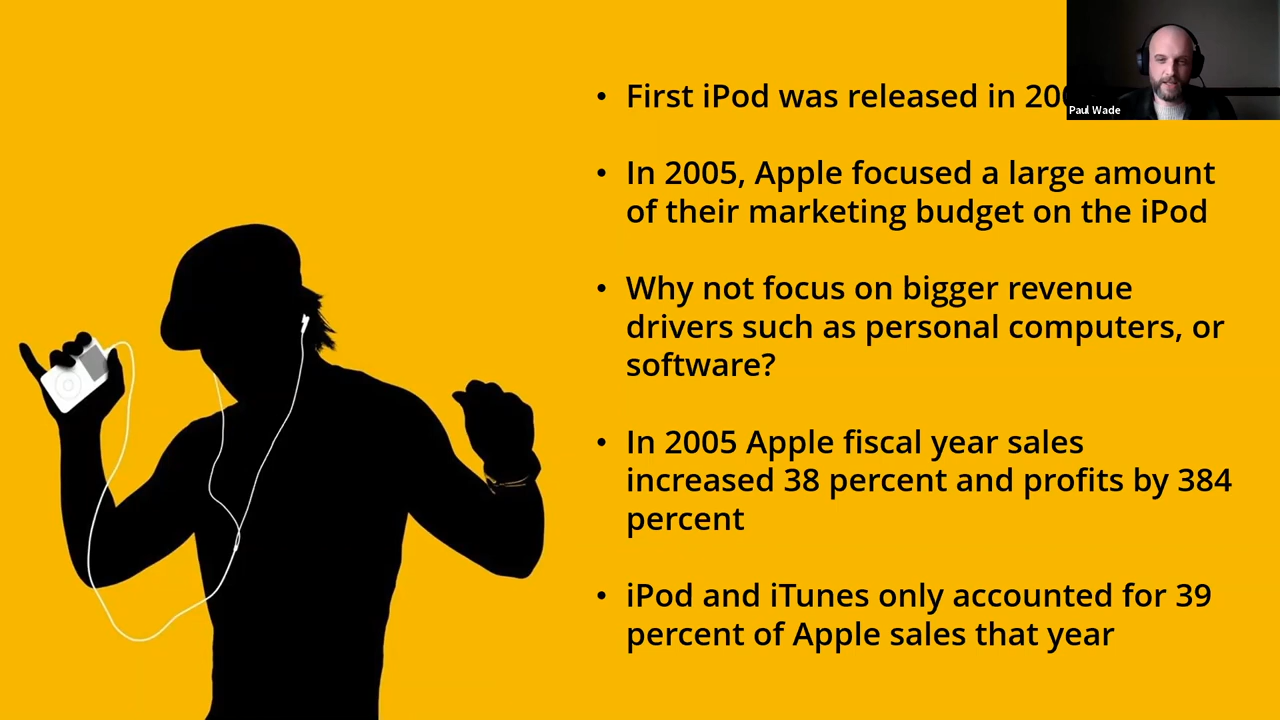 • First iPod was released in
Paul Wade
• In 2005, Apple focused a large amount
of their marketing budget on the iPod
• Why not focus on bigger revenue
drivers such as personal computers, or
software?
• In 2005 Apple fiscal year sales
increased 38 percent and profits by 384
percent
• iPod and iTunes only accounted for 39
percent of Apple sales that year